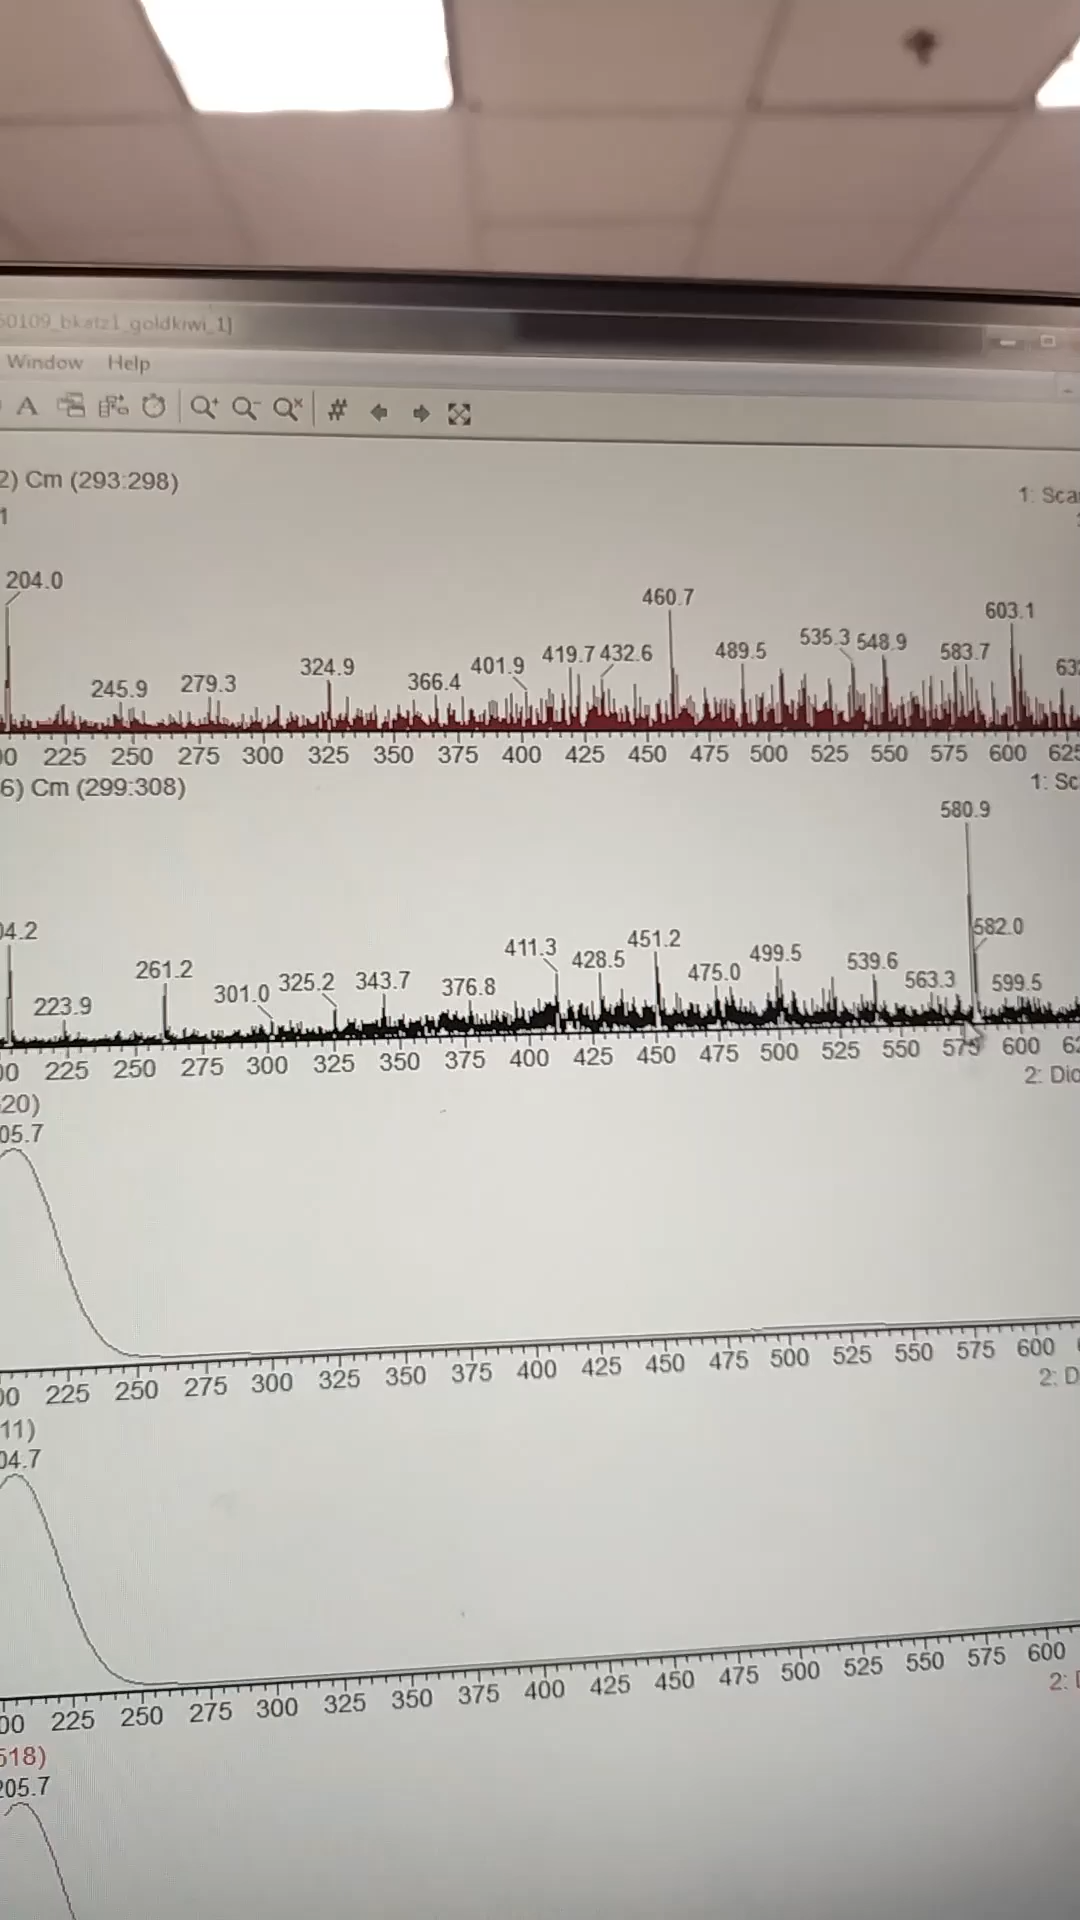 50109_bkatz1_goldkiwi_1]
Window Help
A
2) Cm (293:298)
1: Sca
1
204.0
245.9 279.3 324.9 366.4 401.9 419.7 432.6 460.7 489.5 535.3 548.9 583.7 603.1 63
00 225 250 275 300 325 350 375 400 425 450 475 500 525 550 575 600 625
6) Cm (299:308)
1: Sc
580.9
04.2 223.9 261.2 301.0 325.2 343.7 376.8 411.3 428.5 451.2 475.0 499.5 539.6 563.3 582.0 599.5
00 225 250 275 300 325 350 375 400 425 450 475 500 525 550 575 600 62
2: Dio
20)
05.7
00 225 250 275 300 325 350 375 400 425 450 475 500 525 550 575 600
2: D
11)
04.7
00 225 250 275 300 325 350 375 400 425 450 475 500 525 550 575 600
2:
518)
205.7